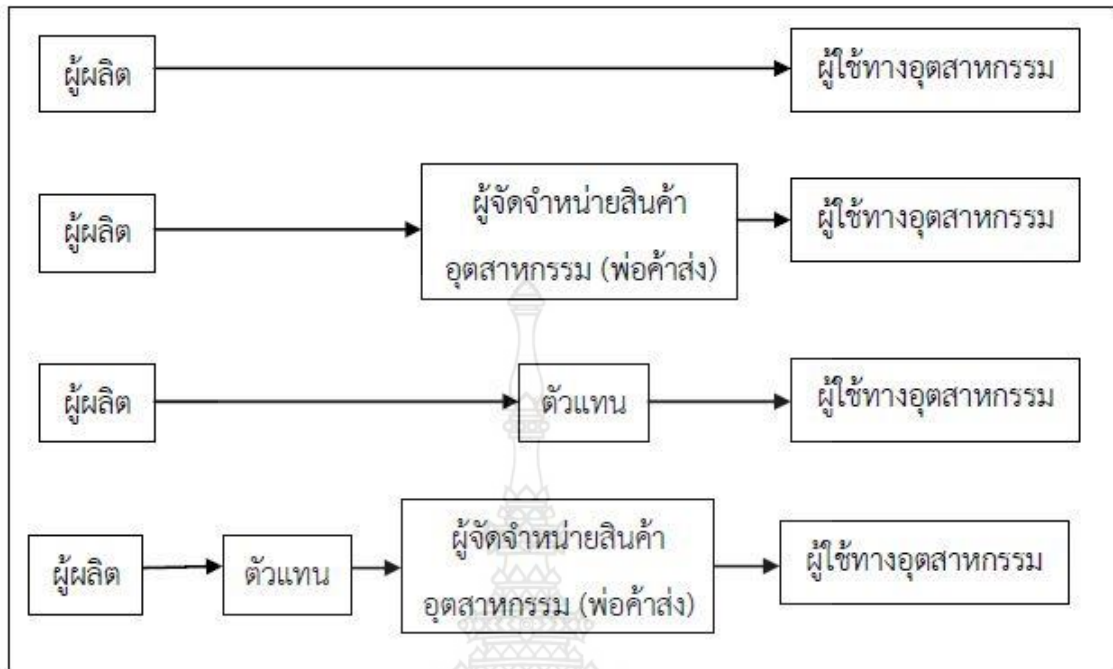 ผู้ผลิต
ผู้ใช้ทางอุตสาหกรรม
ผู้ผลิต
ผู้จัดจำหน่ายสินค้า
อุตสาหกรรม (พ่อค้าส่ง)
ผู้ใช้ทางอุตสาหกรรม
ผู้ผลิต
ตัวแทน
ผู้ใช้ทางอุตสาหกรรม
ผู้ผลิต
ตัวแทน
ผู้จัดจำหน่ายสินค้า
อุตสาหกรรม (พ่อค้าส่ง)
ผู้ใช้ทางอุตสาหกรรม